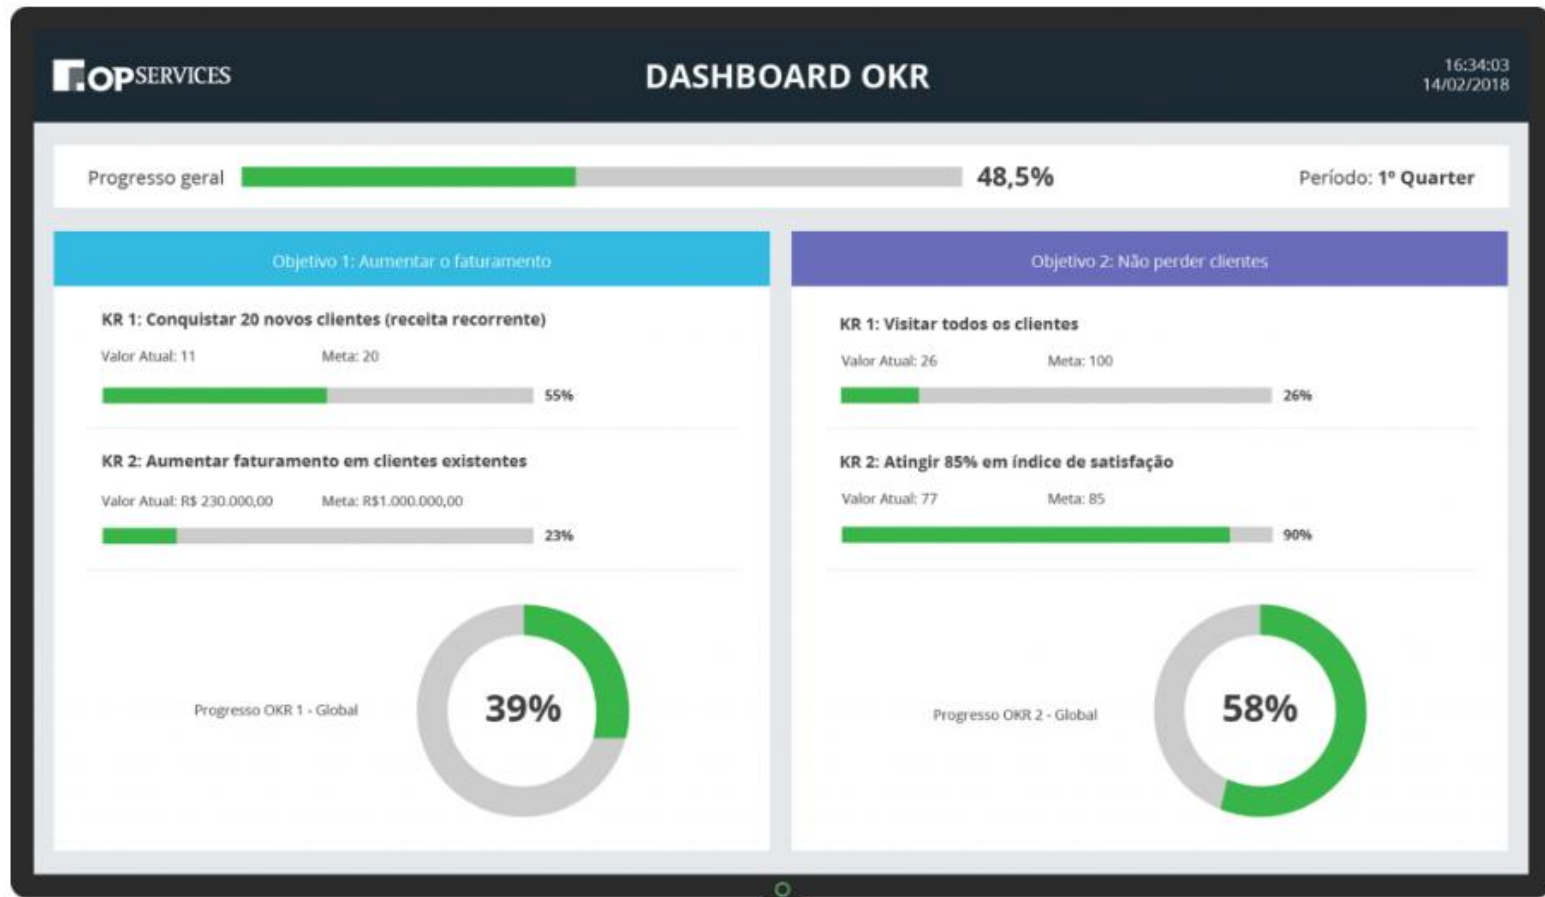 OPSERVICES
DASHBOARD OKR
16:34:03
14/02/2018
Progresso geral
48,5%
Período: 1º Quarter
Objetivo 1: Aumentar o faturamento
KR 1: Conquistar 20 novos clientes (receita recorrente)
Valor Atual: 11 Meta: 20
55%
KR 2: Aumentar faturamento em clientes existentes
Valor Atual: R$ 230.000,00 Meta: R$1.000.000,00
23%
Progresso OKR 1 - Global
39%
Objetivo 2: Não perder clientes
KR 1: Visitar todos os clientes
Valor Atual: 26 Meta: 100
26%
KR 2: Atingir 85% em índice de satisfação
Valor Atual: 77 Meta: 85
90%
Progresso OKR 2 - Global
58%